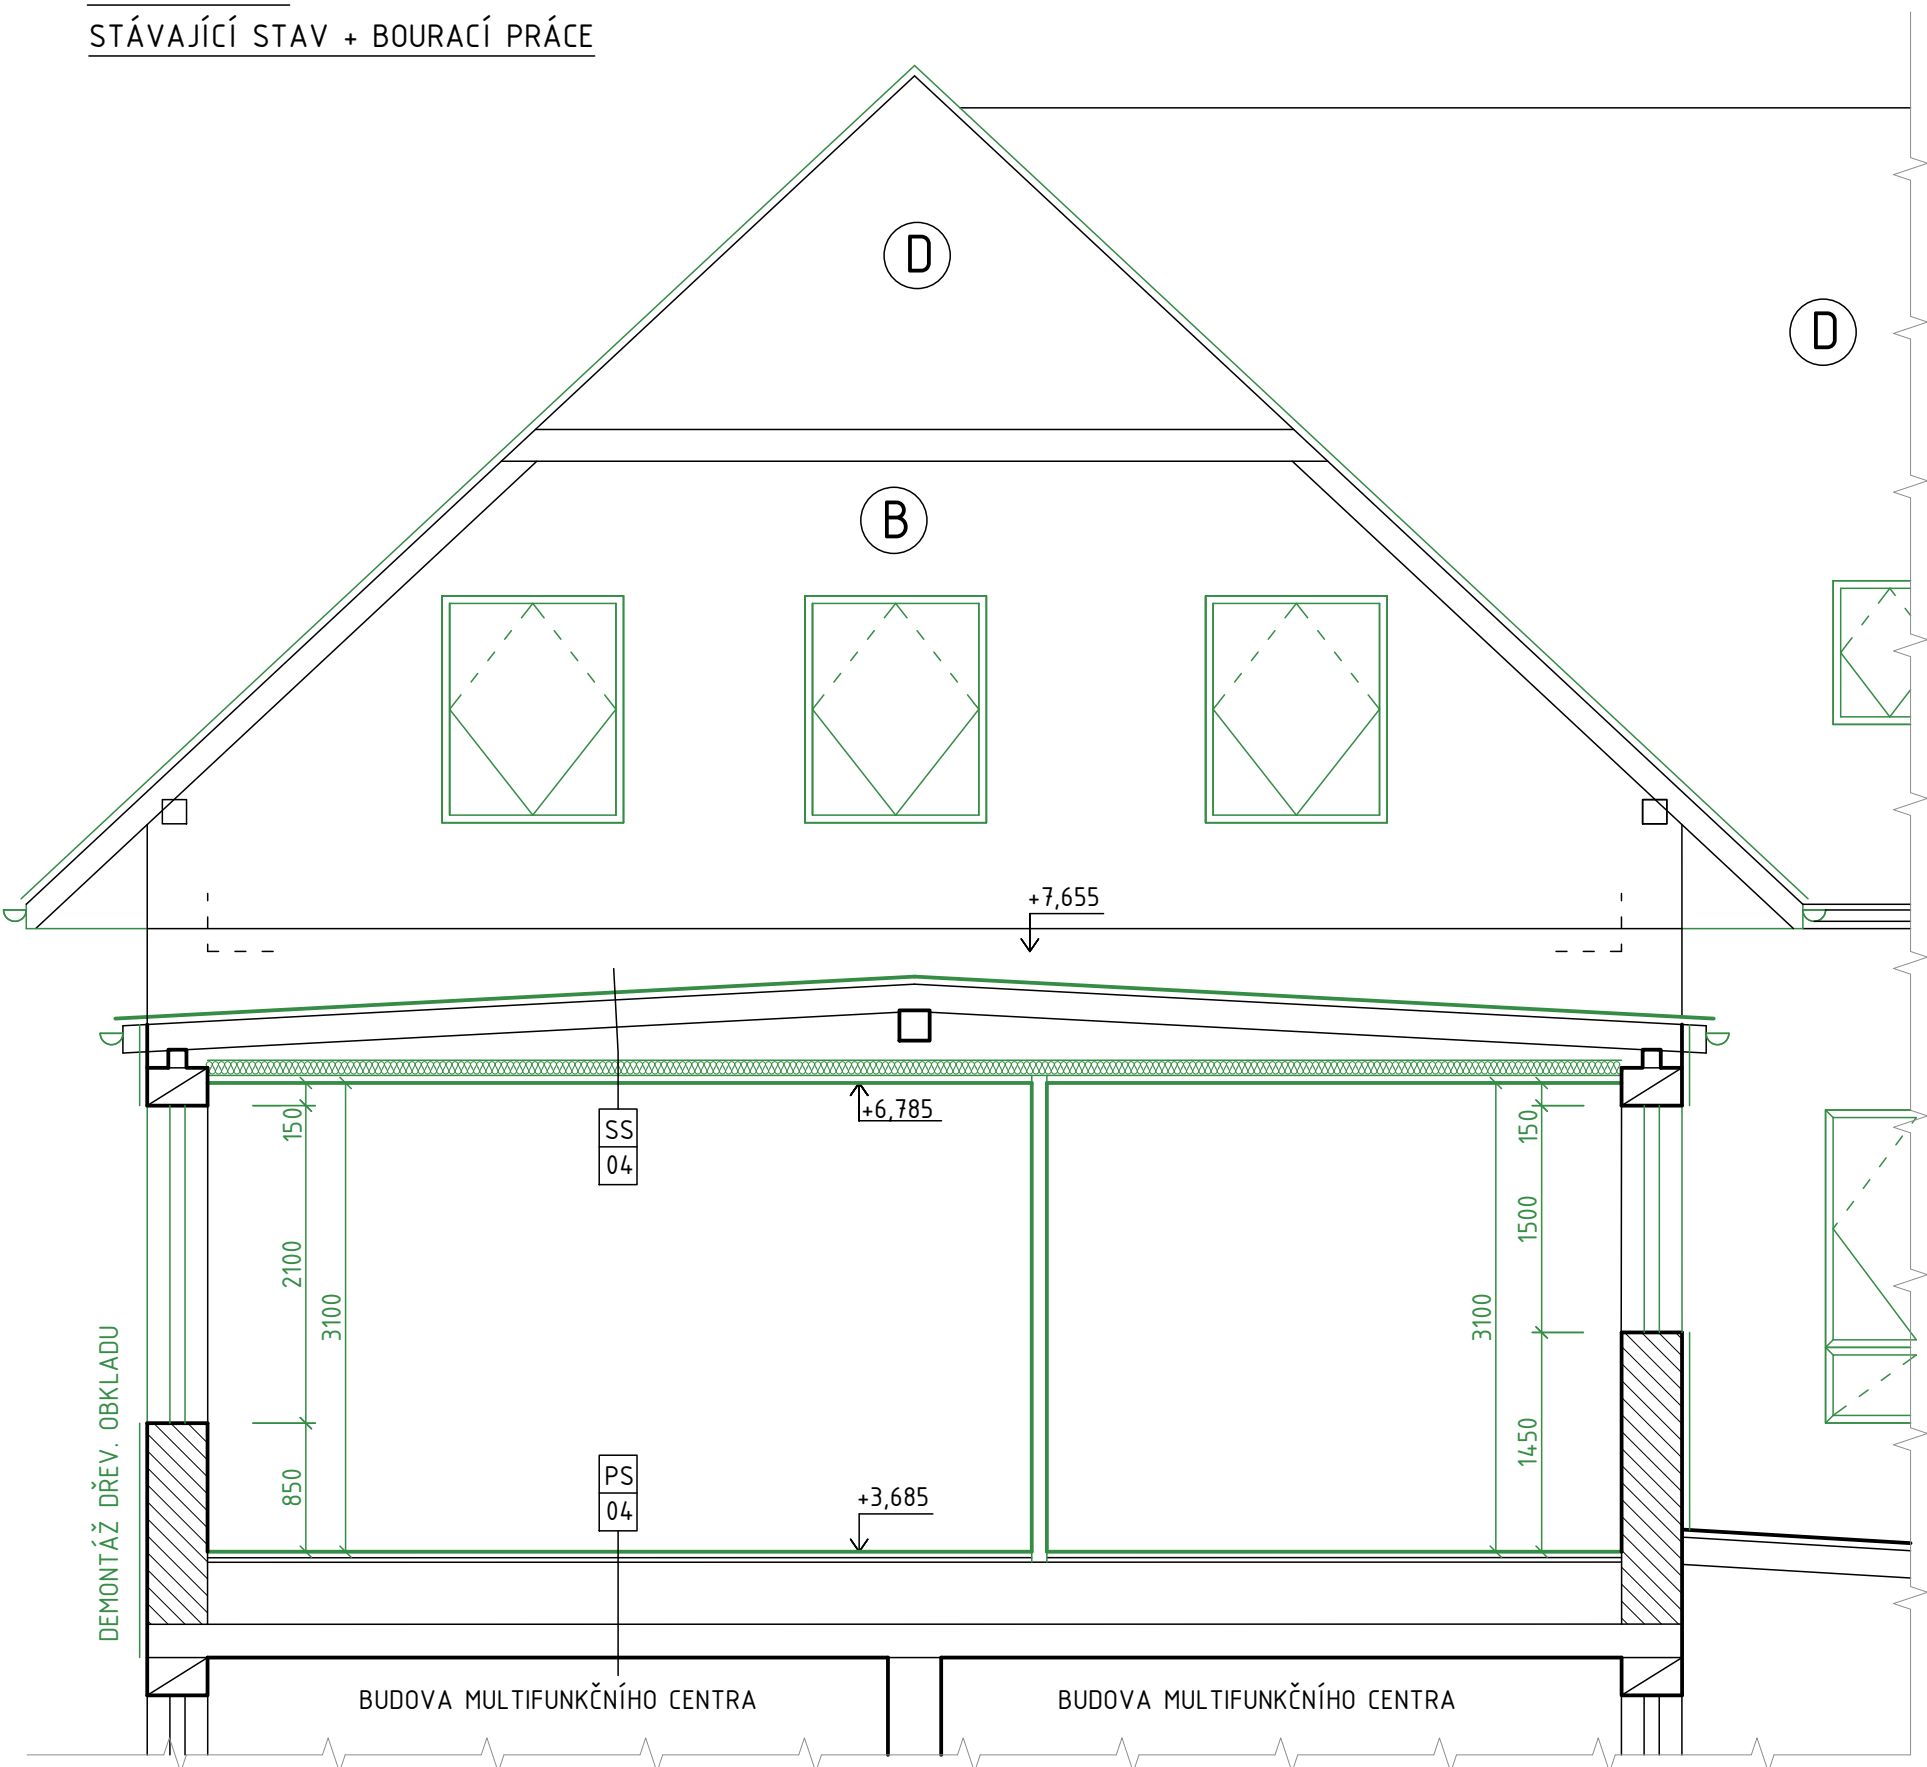 STÁVAJÍCÍ STAV + BOURACÍ PRÁCE
D
D
B
+7,655
+6,785
SS
04
150
2100
3100
850
150
1500
3100
1450
DEMONTÁŽ DŘEV. OBKLADU
PS
04
+3,685
BUDOVA MULTIFUNKČNÍHO CENTRA
BUDOVA MULTIFUNKČNÍHO CENTRA